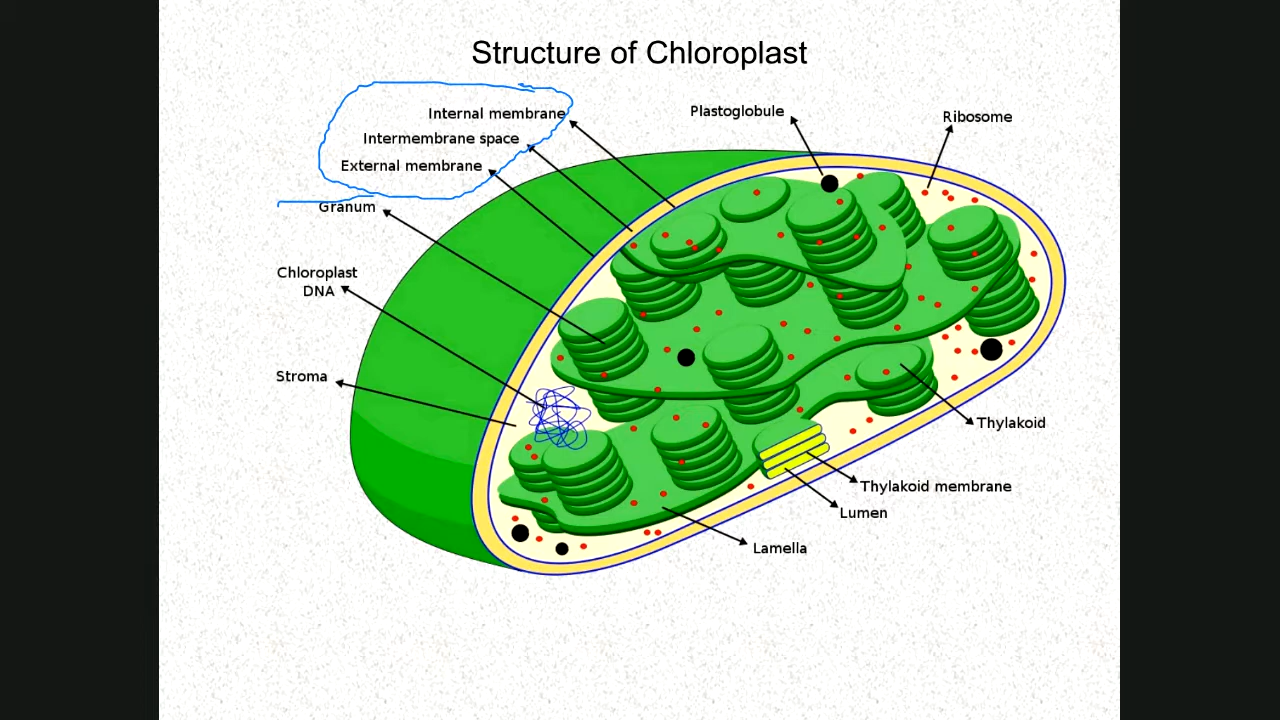 Structure of Chloroplast
Internal membrane
Intermembrane space
External membrane
Plastoglobule
Ribosome
Granum
Chloroplast
DNA
Stroma
Thylakoid
Thylakoid membrane
Lumen
Lamella